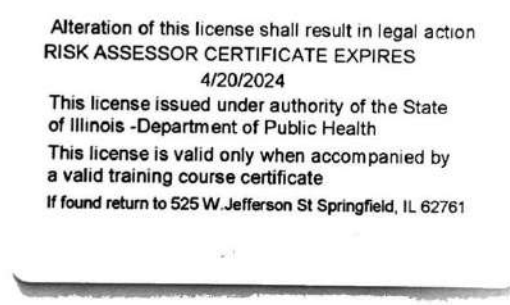 Alteration of this license shall result in legal action
RISK ASSESSOR CERTIFICATE EXPIRES
4/20/2024
This license issued under authority of the State
of Illinois -Department of Public Health
This license is valid only when accompanied by
a valid training course certificate
If found return to 525 W.Jefferson St Springfield, IL 62761